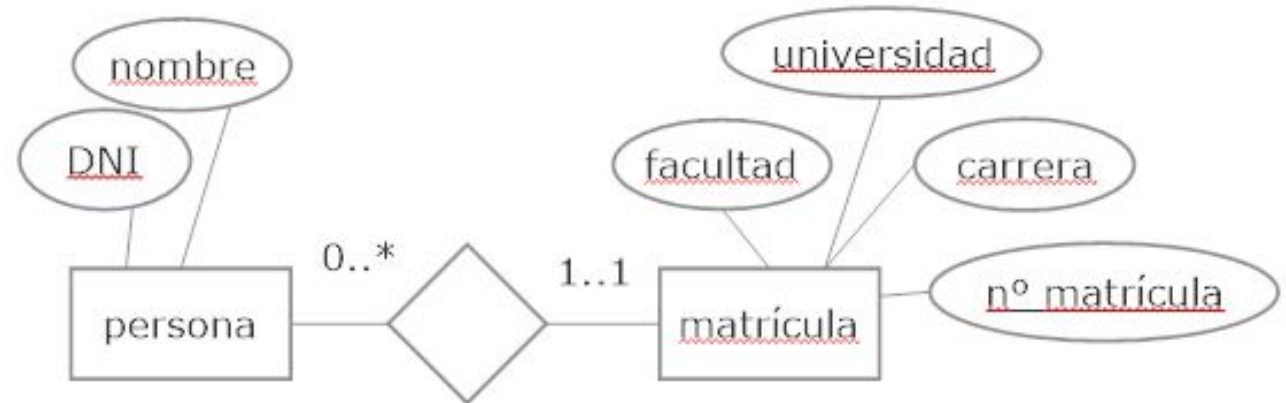 nombre
universidad
DNI
facultad
carrera
0..*
1..1
nº matrícula
persona
matrícula